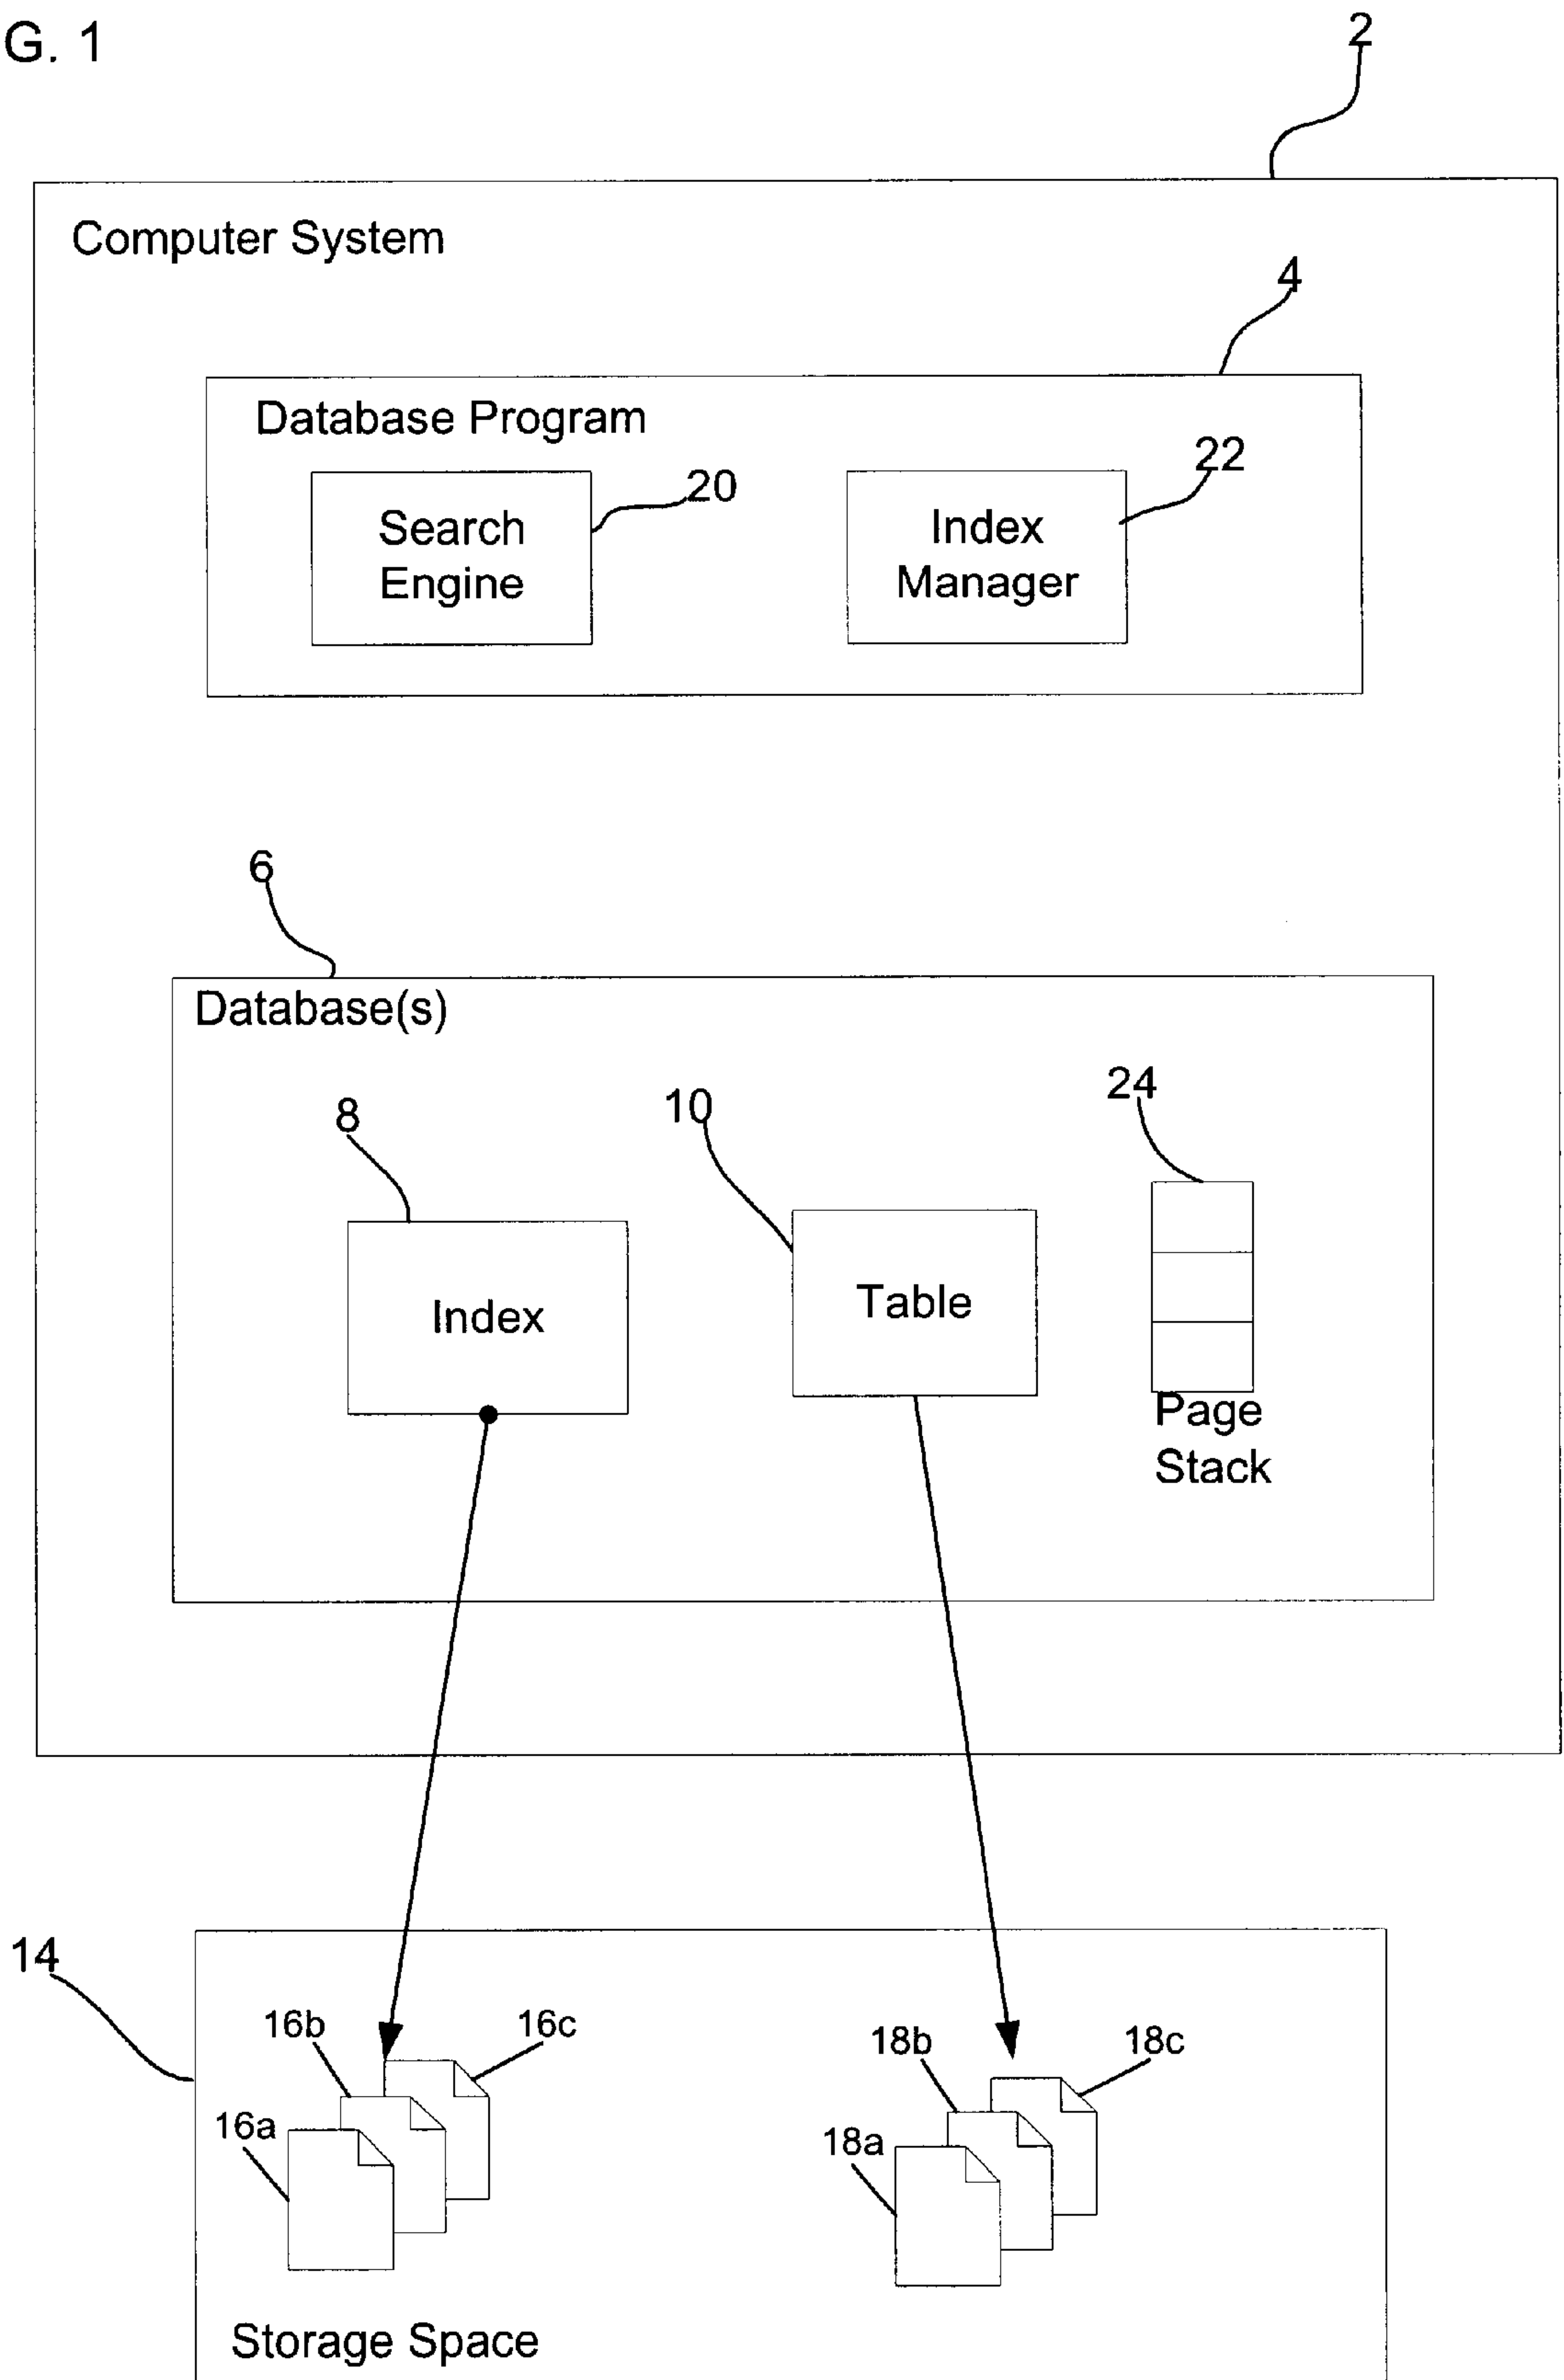 G. 1
2
Computer System
4
Database Program
22
20
Search
Engine
Index
Manager
6
Database(s)
24
8
10
Index
Table
Page
Stack
14
16b
16c
18b
18c
16a
18a
Storage Space